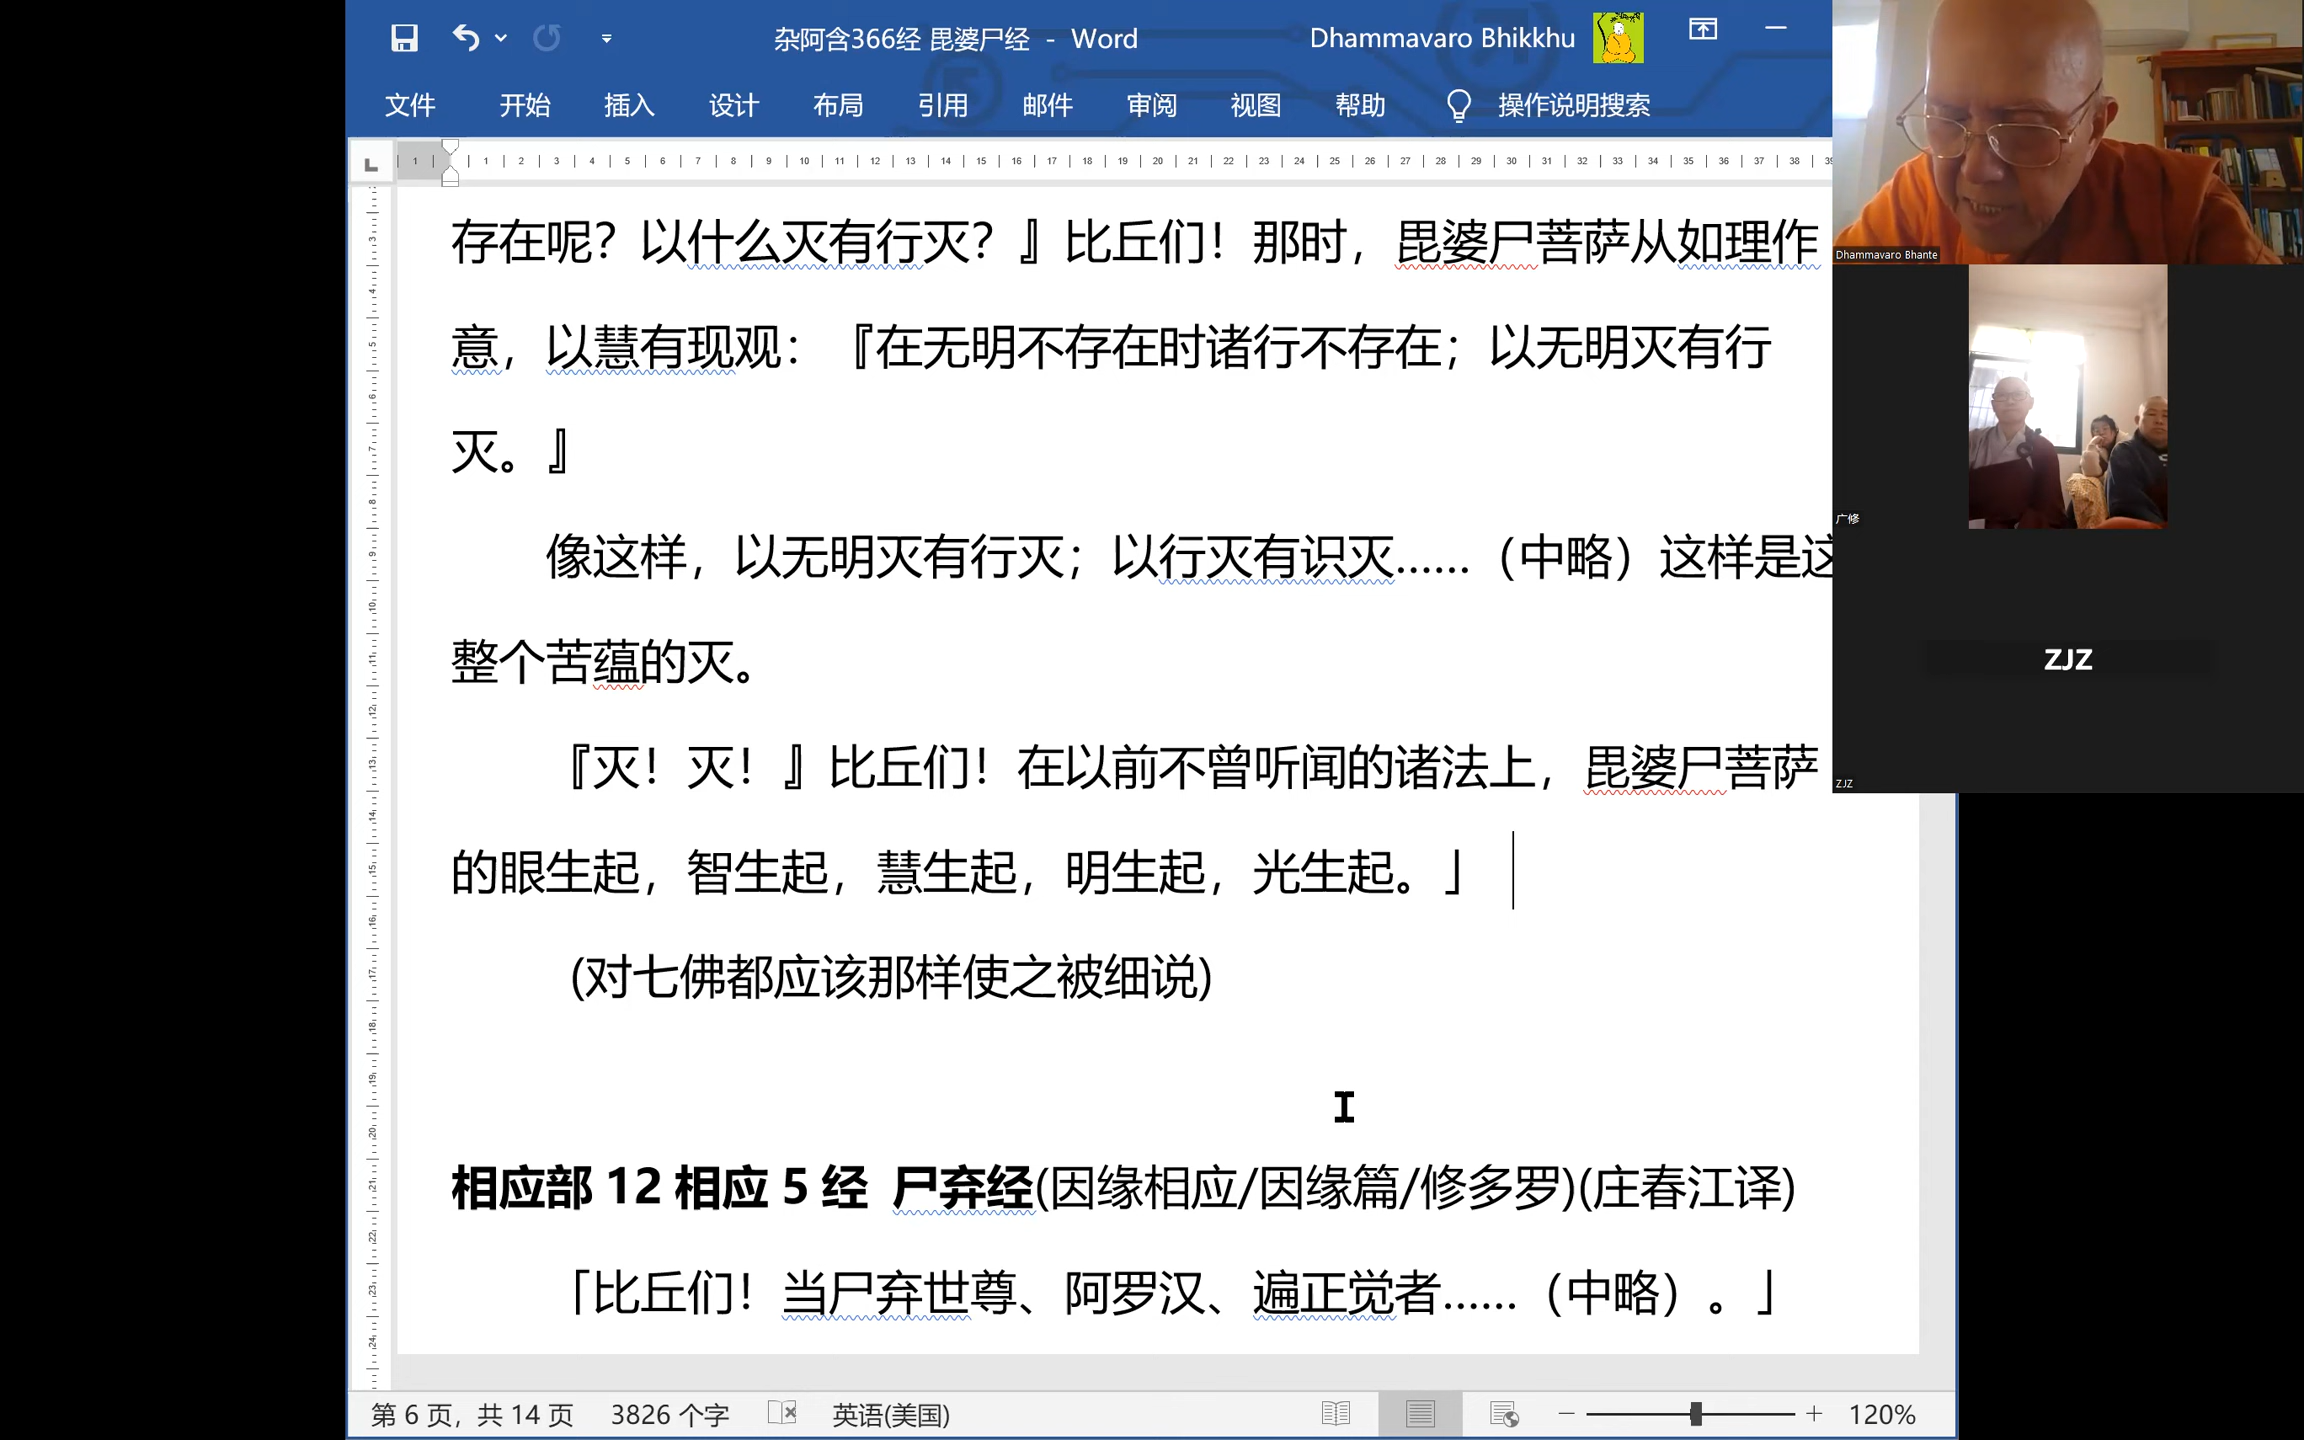 杂阿含366经 毘婆尸经 - Word
Dhammavaro Bhikkhu
文件 开始 插入 设计 布局 引用 邮件 审阅 视图 帮助 操作说明搜索
存在呢？以什么灭有行灭？』比丘们！那时，毘婆尸菩萨从如理作
意，以慧有现观：『在无明不存在时诸行不存在；以无明灭有行
灭。』
像这样，以无明灭有行灭；以行灭有识灭……（中略）这样是这
整个苦蕴的灭。
『灭！灭！』比丘们！在以前不曾听闻的诸法上，毘婆尸菩萨
的眼生起，智生起，慧生起，明生起，光生起。」
(对七佛都应该那样使之被细说)
相应部 12 相应 5 经 尸弃经(因缘相应/因缘篇/修多罗)(庄春江译)
「比丘们！当尸弃世尊、阿罗汉、遍正觉者……（中略）。」
第 6 页，共 14 页 3826 个字 英语(美国) 120%
Dhammavaro Bhante
广修
ZJZ
ZJZ